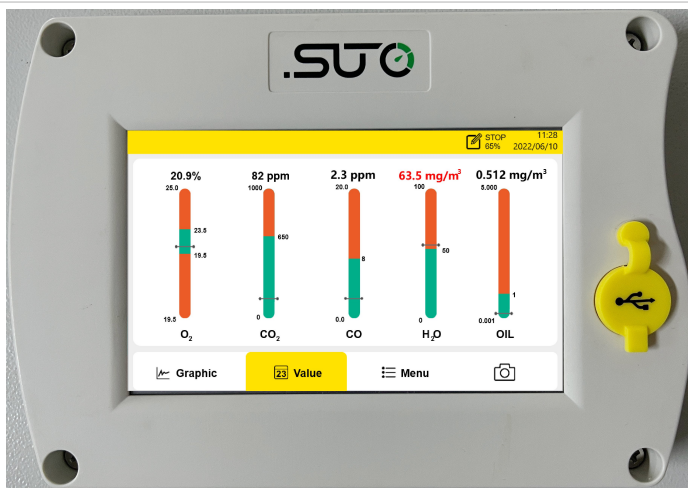 .SUTO
STOP 11:28
65% 2022/06/10
20.9% 82 ppm 2.3 ppm 63.5 mg/m³ 0.512 mg/m³
25.0 1000 20.0 100 5.000
23.5 650 8 50 1
19.5
19.5 0 0.0 0 0.001
O₂ CO₂ CO H₂O OIL
Graphic 23 Value Menu